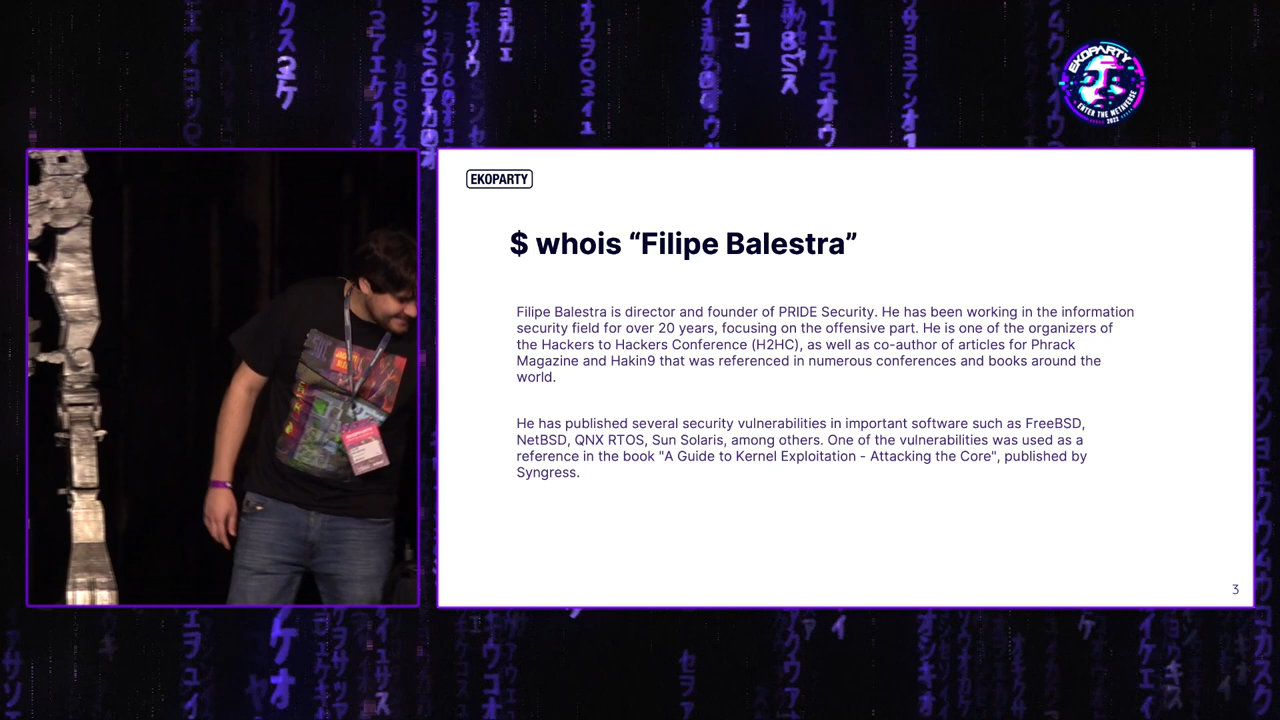 EKOPARTY
ENTER THE METAVERSE
2022
EKOPARTY
$ whois “Filipe Balestra”
Filipe Balestra is director and founder of PRIDE Security. He has been working in the information
security field for over 20 years, focusing on the offensive part. He is one of the organizers of
the Hackers to Hackers Conference (H2HC), as well as co-author of articles for Phrack
Magazine and Hakin9 that was referenced in numerous conferences and books around the
world.
He has published several security vulnerabilities in important software such as FreeBSD,
NetBSD, QNX RTOS, Sun Solaris, among others. One of the vulnerabilities was used as a
reference in the book "A Guide to Kernel Exploitation - Attacking the Core", published by
Syngress.
3